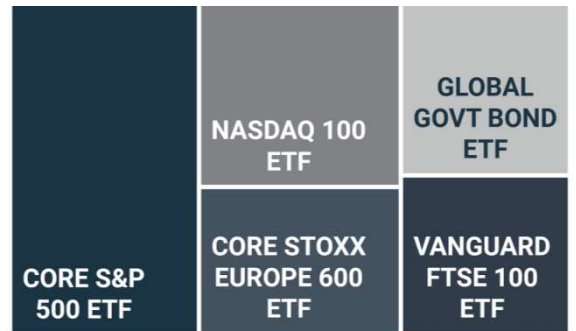 CORE S&P
500 ETF
NASDAQ 100
ETF
CORE STOXX
EUROPE 600
ETF
GLOBAL
GOVT BOND
ETF
VANGUARD
FTSE 100
ETF